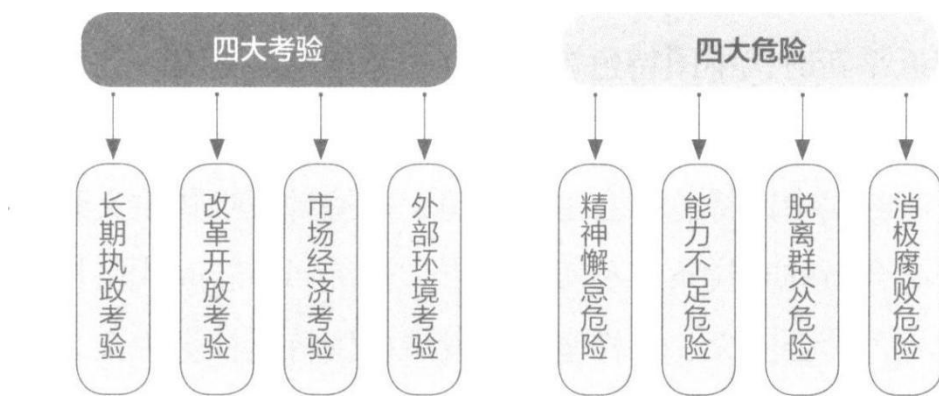 四大考验
长期执政考验
改革开放考验
市场经济考验
外部环境考验
四大危险
精神懈怠危险
能力不足危险
脱离群众危险
消极腐败危险